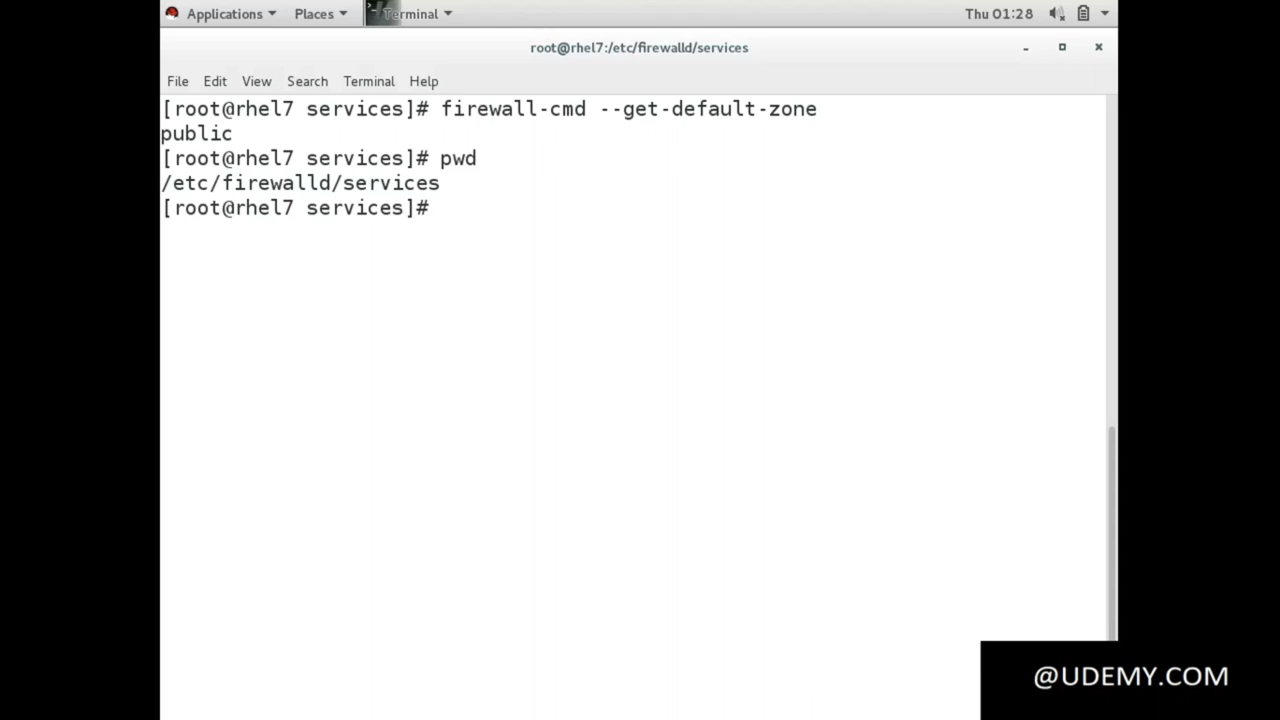 Applications Places Terminal Thu 01:28
root@rhel7:/etc/firewalld/services
File Edit View Search Terminal Help
[root@rhel7 services]# firewall-cmd --get-default-zone
public
[root@rhel7 services]# pwd
/etc/firewalld/services
[root@rhel7 services]#
@UDEMY.COM